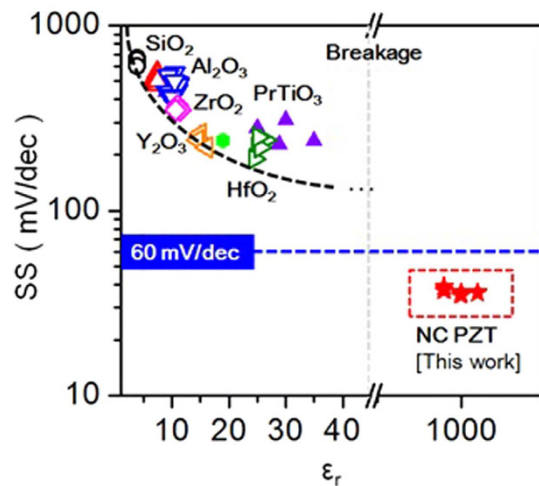 1000
SiO₂
Al₂O₃
Breakage
ZrO₂
PrTiO₃
Y₂O₃
HfO₂
100
SS ( mV/dec )
60 mV/dec
NC PZT
[This work]
10
10 20 30 40 1000
εᵣ